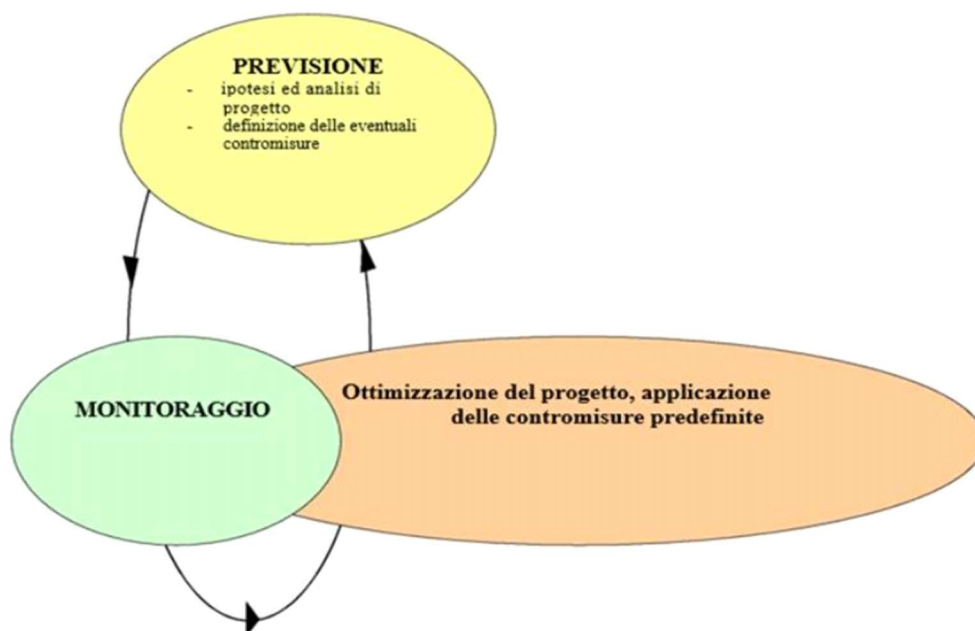 PREVISIONE
- ipotesi ed analisi di
progetto
- definizione delle eventuali
contromisure
MONITORAGGIO
Ottimizzazione del progetto, applicazione
delle contromisure predefinite